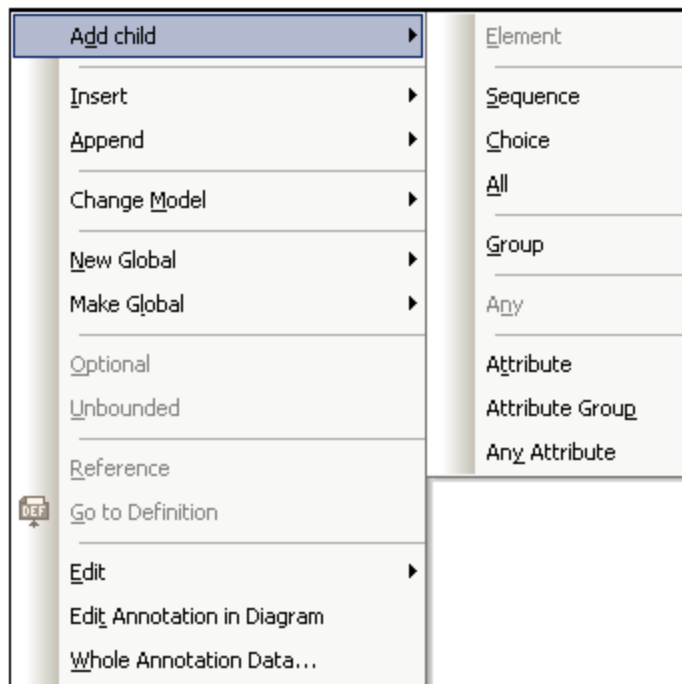 Add child
Insert
Append
Change Model
New Global
Make Global
Optional
Unbounded
Reference
DEF
Go to Definition
Edit
Edit Annotation in Diagram
Whole Annotation Data...
Element
Sequence
Choice
All
Group
Any
Attribute
Attribute Group
Any Attribute